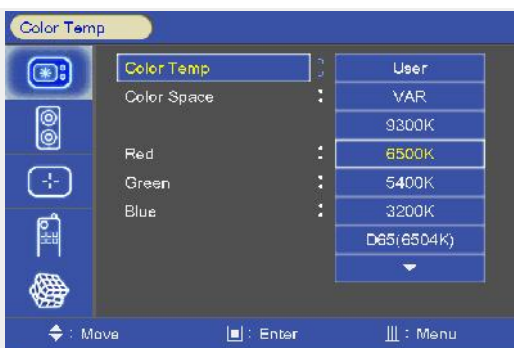 Color Temp
Color Temp :
User
Color Space :
VAR
9300K
Red :
6500K
Green :
5400K
Blue :
3200K
D65(6504K)
: Move
: Enter
: Menu